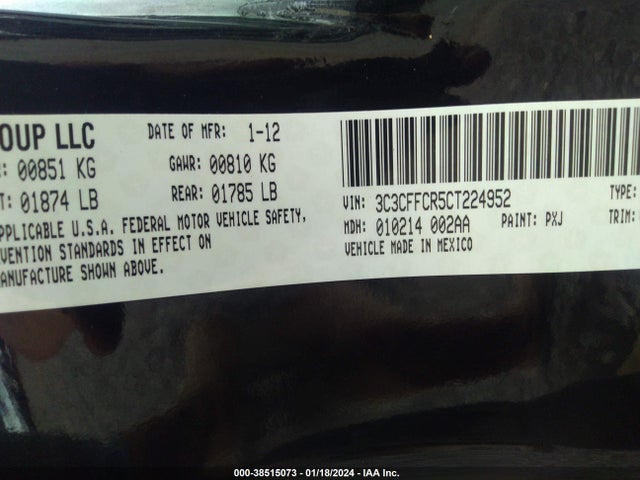 OUP LLC
DATE OF MFR: 1-12
: 00851 KG
GAWR: 00810 KG
T: 01874 LB
REAR: 01785 LB
PPLICABLE U.S.A. FEDERAL MOTOR VEHICLE SAFETY,
VENTION STANDARDS IN EFFECT ON
ANUFACTURE SHOWN ABOVE.
VIN: 3C3CFFCR5CT224952
TYPE:
MDH: 010214 002AA
PAINT: PXJ
TRIM:
VEHICLE MADE IN MEXICO
000-38515073 - 01/18/2024 - IAA Inc.